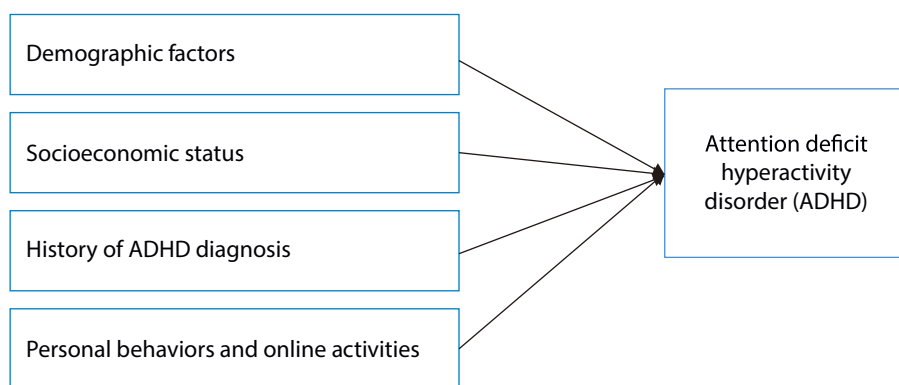 Demographic factors
Socioeconomic status
History of ADHD diagnosis
Personal behaviors and online activities
Attention deficit
hyperactivity
disorder (ADHD)